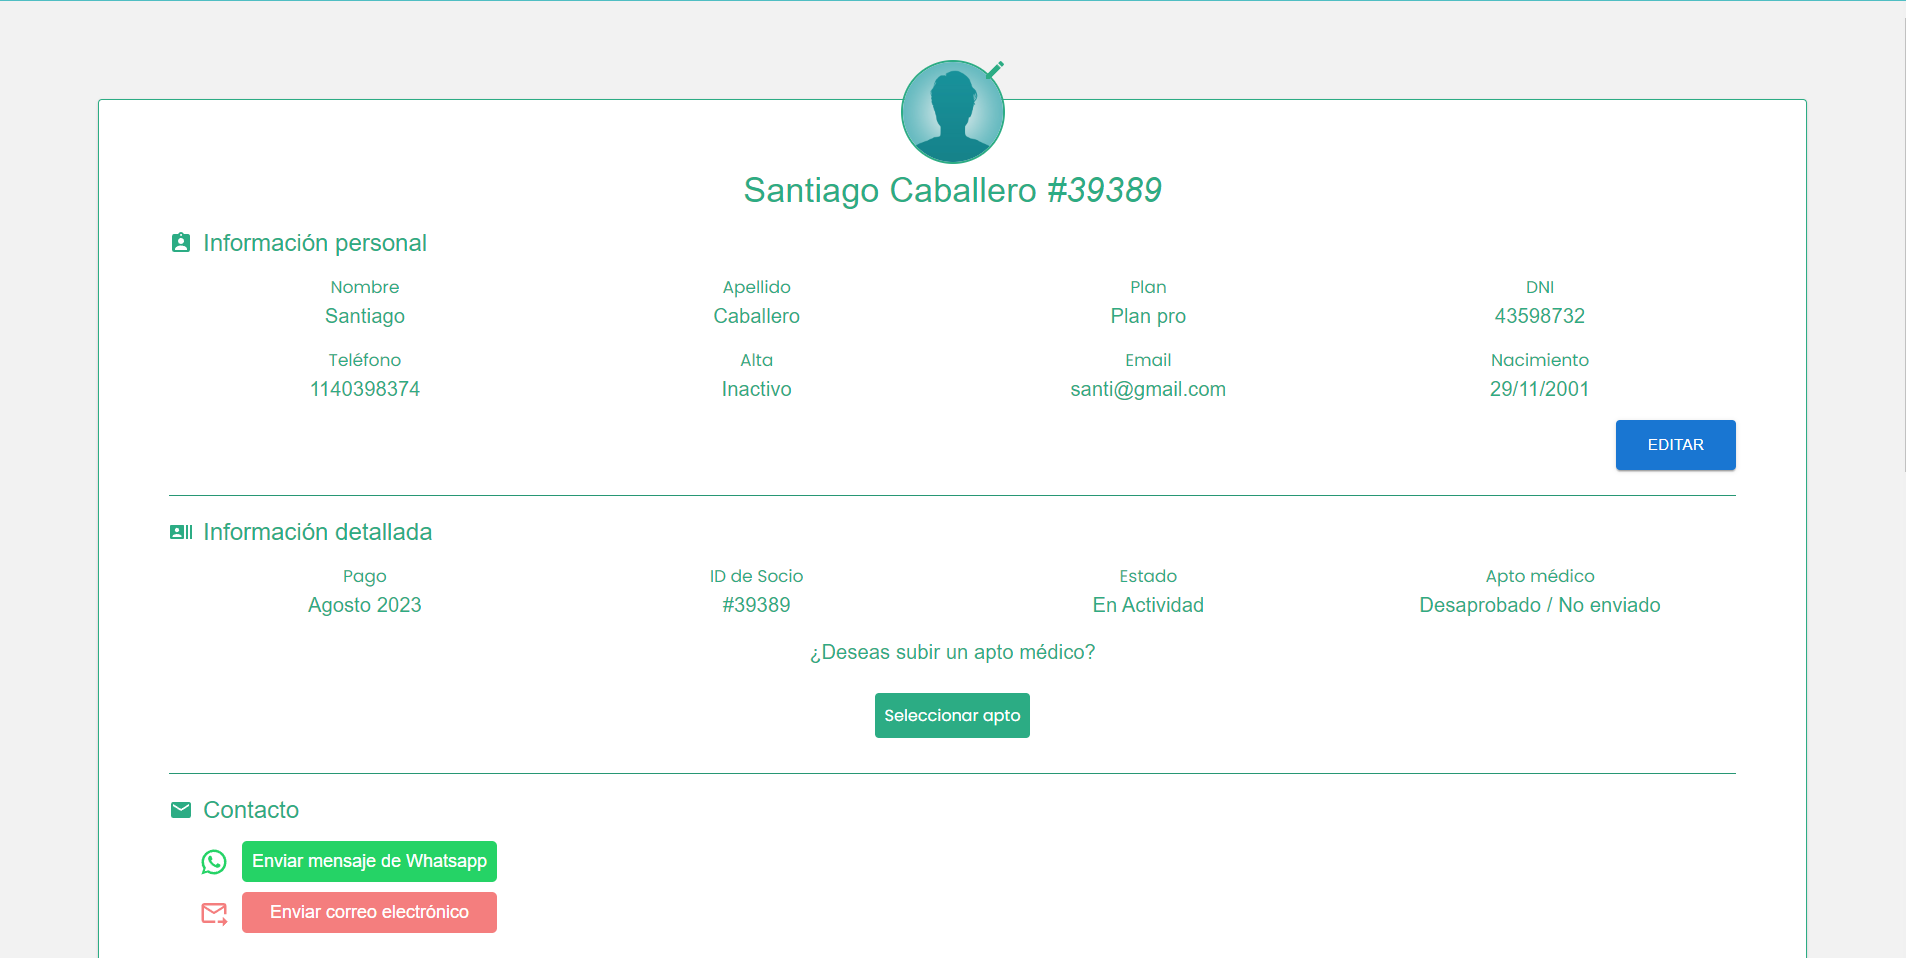 Santiago Caballero #39389
Información personal
Nombre Apellido Plan DNI
Santiago Caballero Plan pro 43598732
Teléfono Alta Email Nacimiento
1140398374 Inactivo santi@gmail.com 29/11/2001
EDITAR
Información detallada
Pago ID de Socio Estado Apto médico
Agosto 2023 #39389 En Actividad Desaprobado / No enviado
¿Deseas subir un apto médico?
Seleccionar apto
Contacto
Enviar mensaje de Whatsapp
Enviar correo electrónico